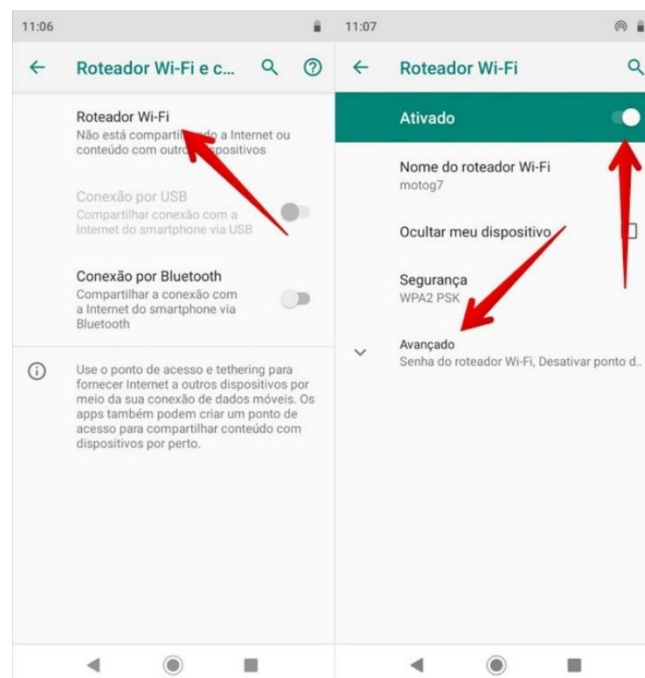 11:06
Roteador Wi-Fi e c...
Roteador Wi-Fi
Não está compartilhando a Internet ou
conteúdo com outros dispositivos
Conexão por USB
Compartilhar conexão com a
Internet do smartphone via USB
Conexão por Bluetooth
Compartilhar a conexão com
a Internet do smartphone via
Bluetooth
Use o ponto de acesso e tethering para
fornecer Internet a outros dispositivos por
meio da sua conexão de dados móveis. Os
apps também podem criar um ponto de
acesso para compartilhar conteúdo com
dispositivos por perto.
11:07
Roteador Wi-Fi
Ativado
Nome do roteador Wi-Fi
motog7
Ocultar meu dispositivo
Segurança
WPA2 PSK
Avançado
Senha do roteador Wi-Fi, Desativar ponto d..